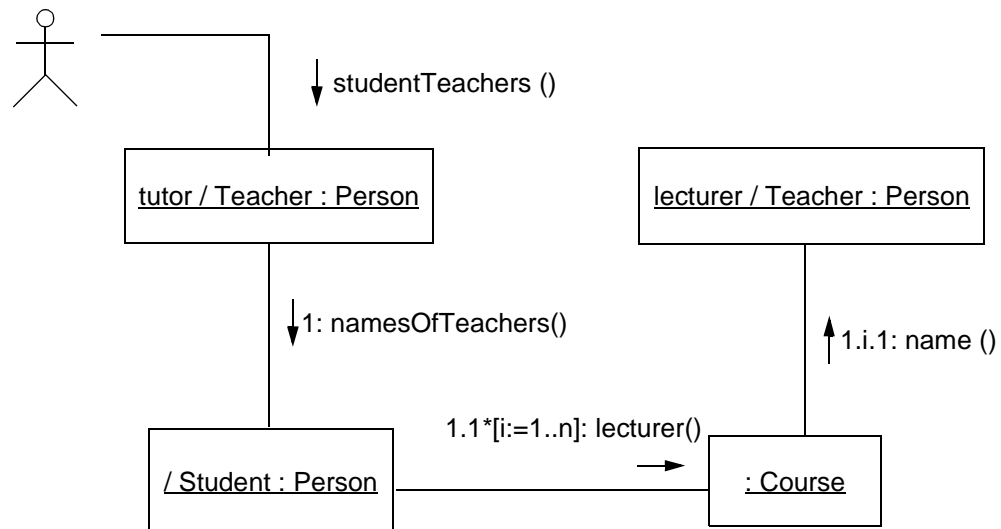 studentTeachers ()
tutor / Teacher : Person
lecturer / Teacher : Person
1: namesOfTeachers()
1.i.1: name ()
1.1*[i:=1..n]: lecturer()
/ Student : Person
: Course